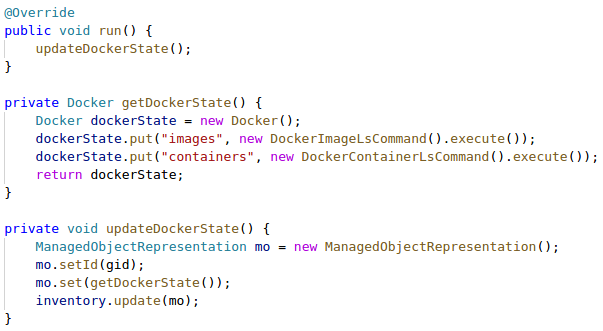 @Override
public void run() {
    updateDockerState();
}

private Docker getDockerState() {
    Docker dockerState = new Docker();
    dockerState.put("images", new DockerImageLsCommand().execute());
    dockerState.put("containers", new DockerContainerLsCommand().execute());
    return dockerState;
}

private void updateDockerState() {
    ManagedObjectRepresentation mo = new ManagedObjectRepresentation();
    mo.setId(gid);
    mo.set(getDockerState());
    inventory.update(mo);
}